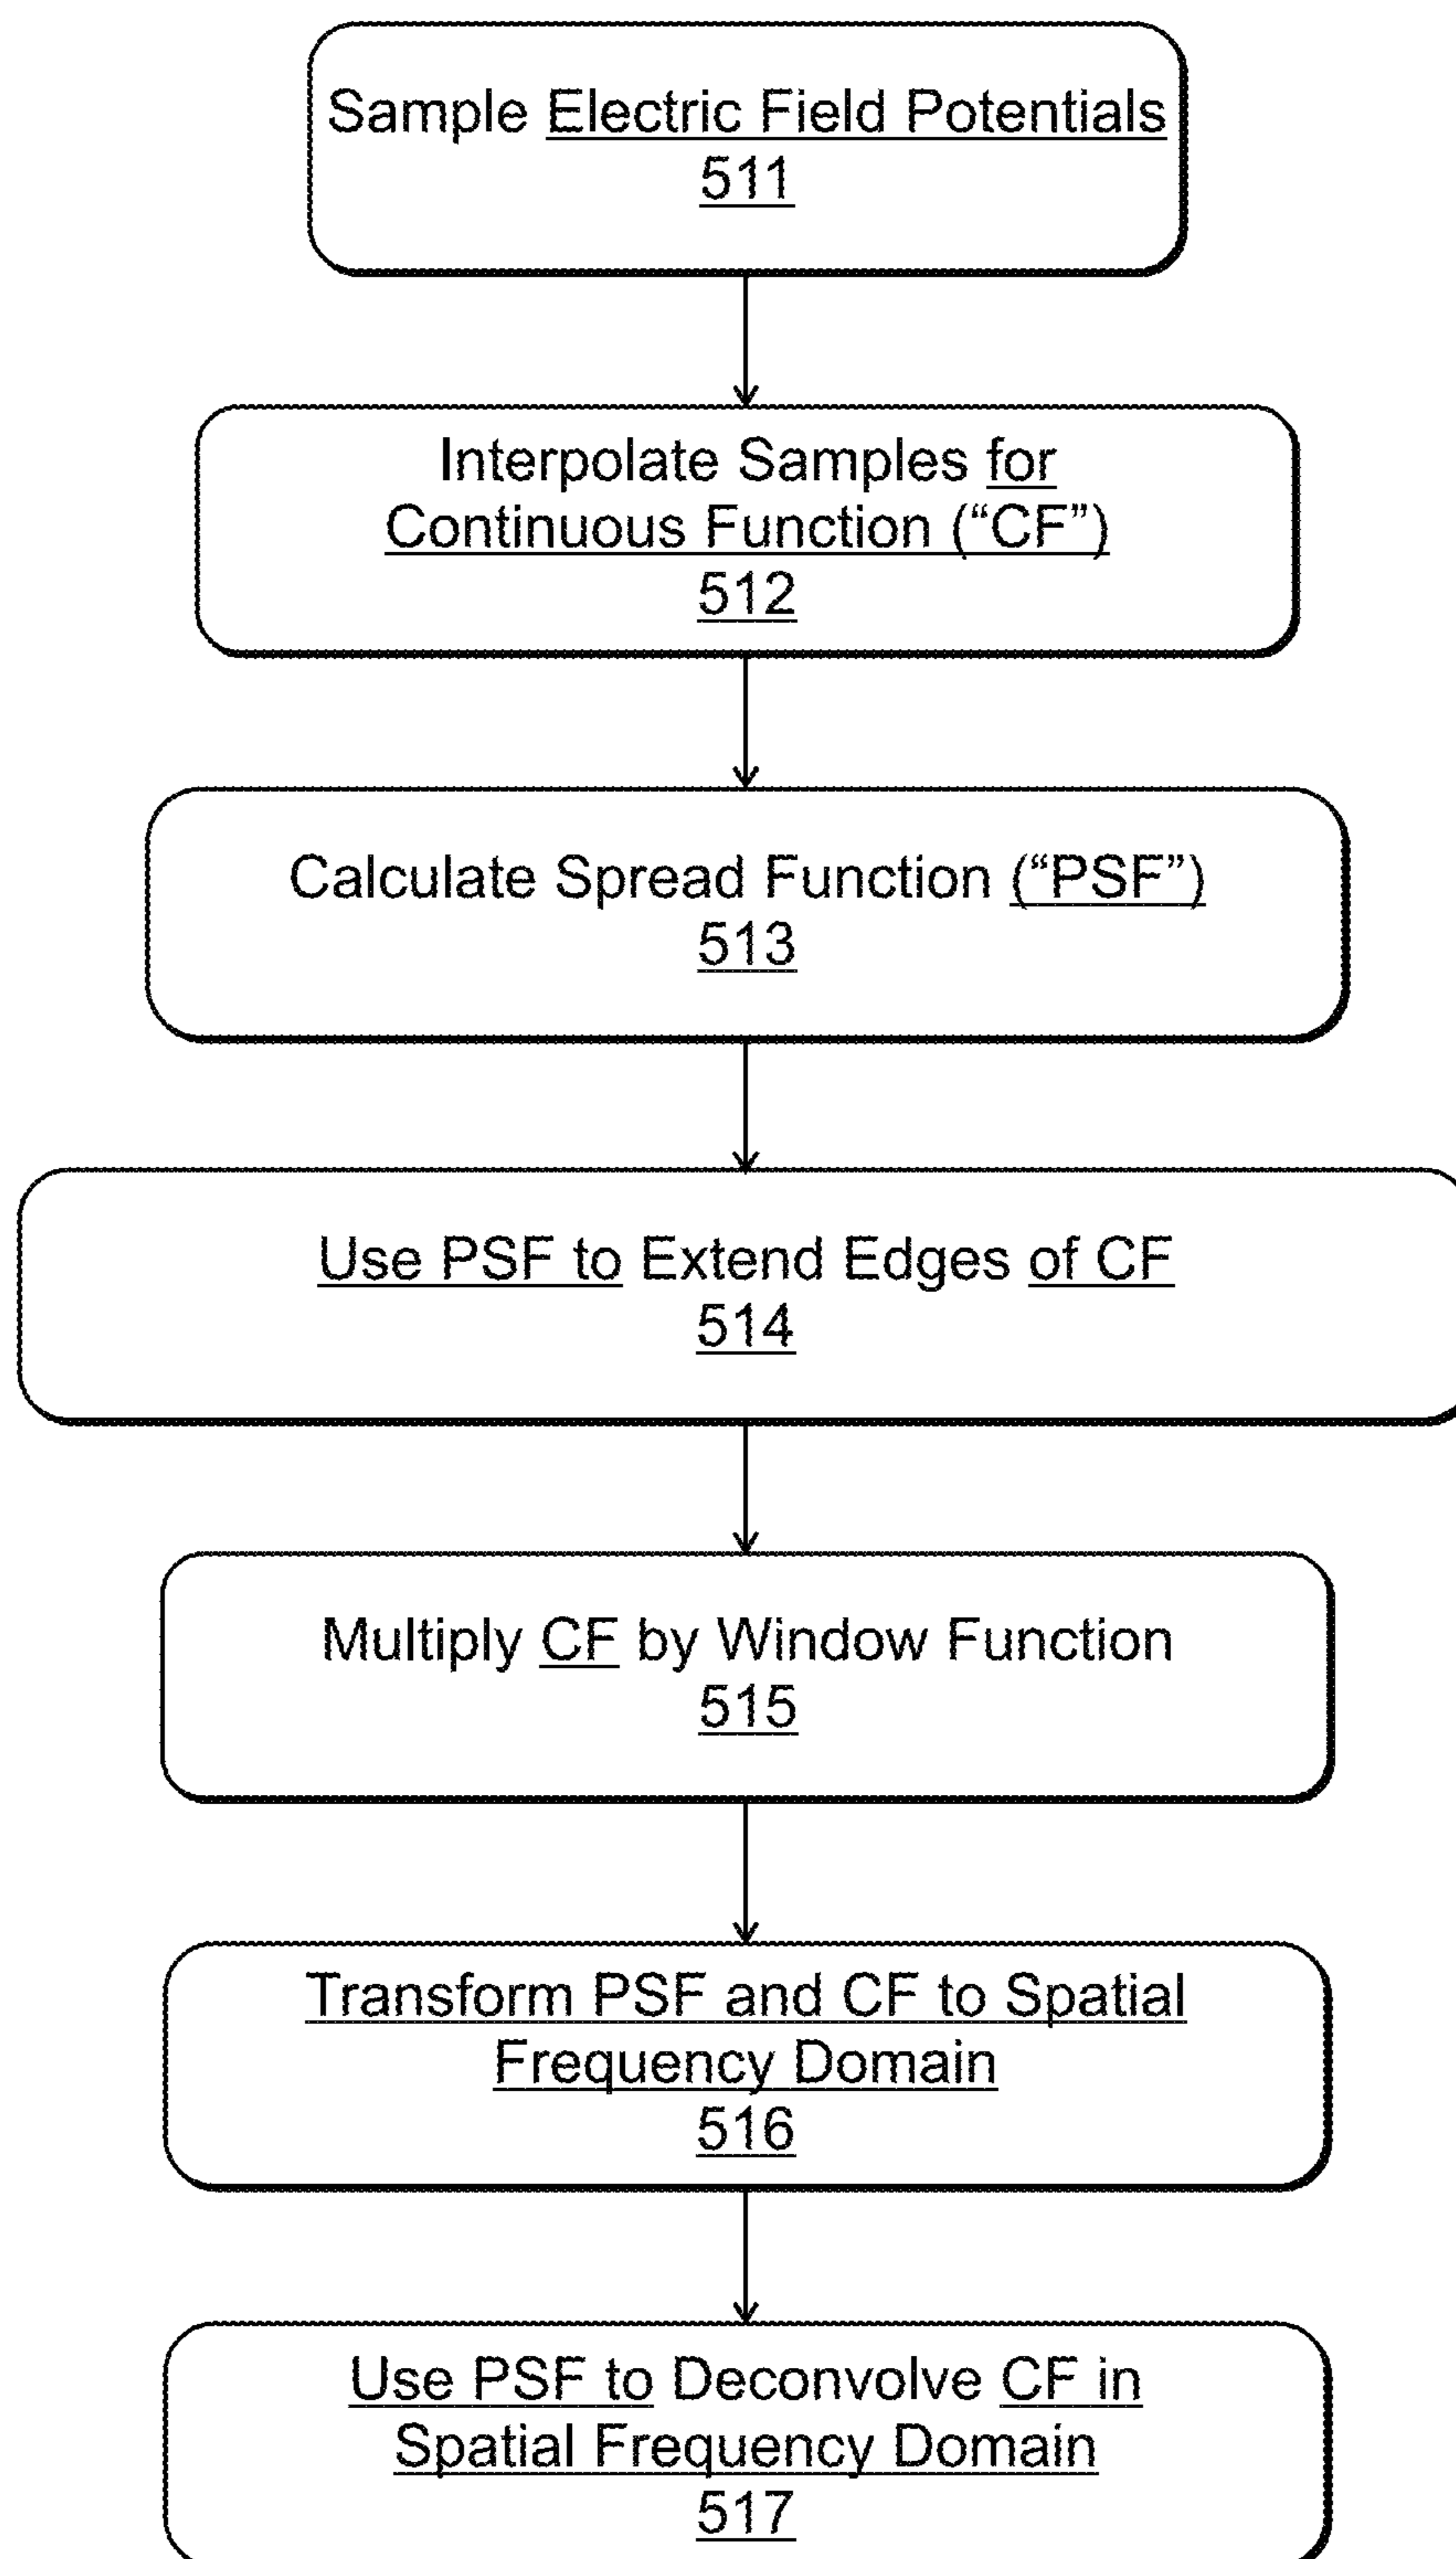 Sample Electric Field Potentials
511
Interpolate Samples for
Continuous Function (“CF”)
512
Calculate Spread Function (“PSF”)
513
Use PSF to Extend Edges of CF
514
Multiply CF by Window Function
515
Transform PSF and CF to Spatial
Frequency Domain
516
Use PSF to Deconvolve CF in
Spatial Frequency Domain
517